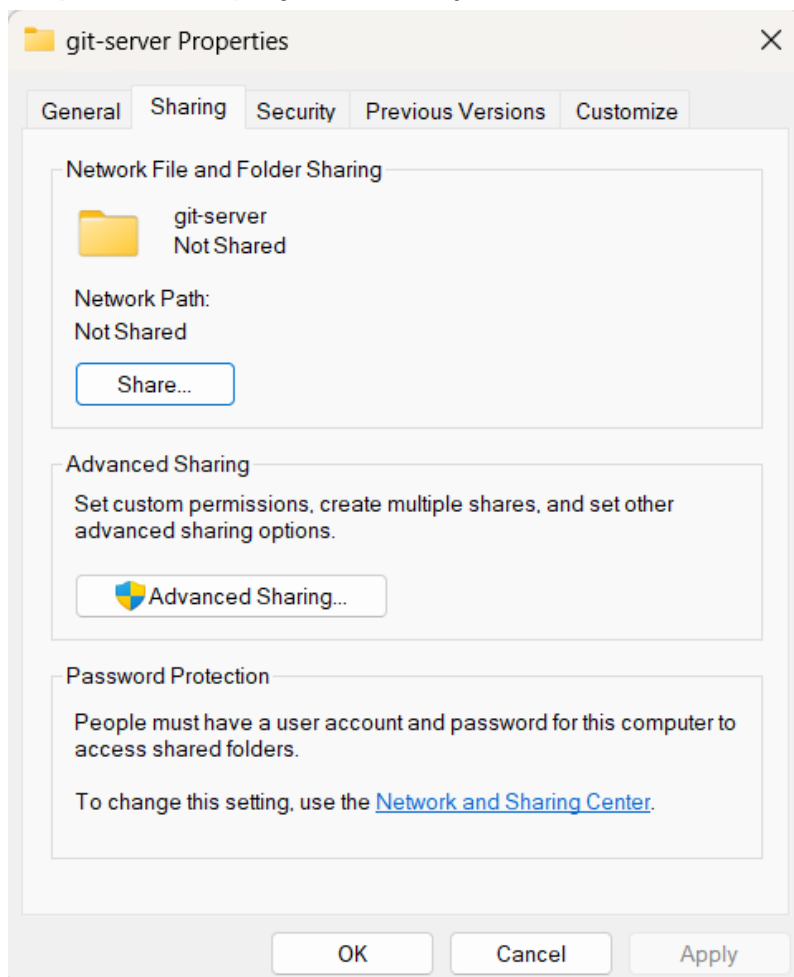 git-server Properties
General Sharing Security Previous Versions Customize
Network File and Folder Sharing
git-server
Not Shared
Network Path:
Not Shared
Share...
Advanced Sharing
Set custom permissions, create multiple shares, and set other
advanced sharing options.
Advanced Sharing...
Password Protection
People must have a user account and password for this computer to
access shared folders.
To change this setting, use the Network and Sharing Center.
OK Cancel Apply